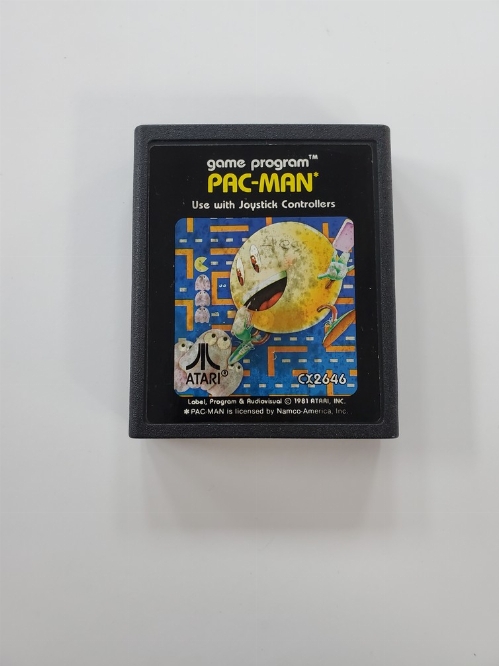 game program™
PAC-MAN*
Use with Joystick Controllers
ATARI®
CX2646
Label, Program & Audiovisual © 1981 ATARI, INC.
* PAC-MAN is licensed by Namco-America, Inc.